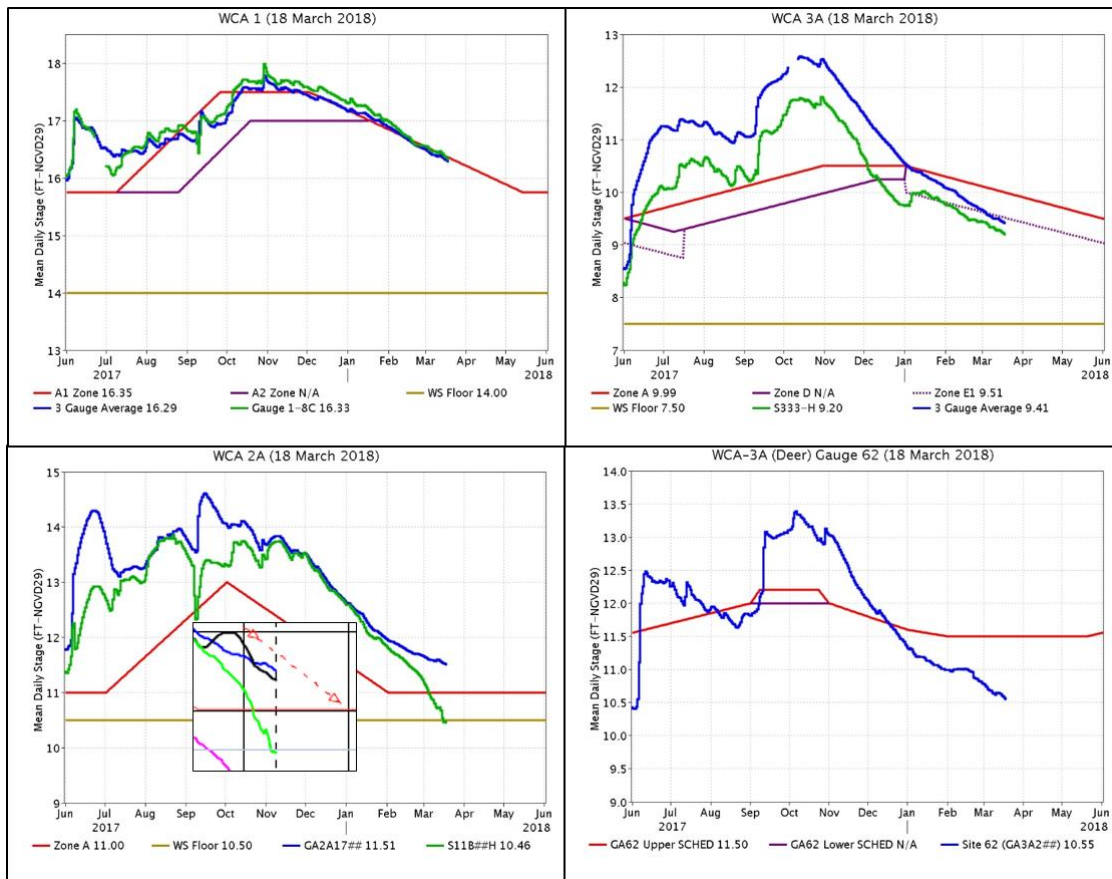 WCA 1 (18 March 2018)
Mean Daily Stage (FT-NGVD29)
18
17
16
15
14
13
Jun Jul Aug Sep Oct Nov Dec Jan Feb Mar Apr May Jun
2017 | 2018
A1 Zone 16.35 A2 Zone N/A WS Floor 14.00
3 Gauge Average 16.29 Gauge 1-8C 16.33
WCA 3A (18 March 2018)
Mean Daily Stage (FT-NGVD29)
13
12
11
10
9
8
7
Jun Jul Aug Sep Oct Nov Dec Jan Feb Mar Apr May Jun
2017 | 2018
Zone A 9.99 Zone D N/A Zone E1 9.51
WS Floor 7.50 S333-H 9.20 3 Gauge Average 9.41
WCA 2A (18 March 2018)
Mean Daily Stage (FT-NGVD29)
15
14
13
12
11
10
9
Jun Jul Aug Sep Oct Nov Dec Jan Feb Mar Apr May Jun
2017 | 2018
Zone A 11.00 WS Floor 10.50 GA2A17## 11.51 S11B##H 10.46
WCA-3A (Deer) Gauge 62 (18 March 2018)
Mean Daily Stage (FT-NGVD29)
14.0
13.5
13.0
12.5
12.0
11.5
11.0
10.5
10.0
9.5
9.0
Jun Jul Aug Sep Oct Nov Dec Jan Feb Mar Apr May Jun
2017 | 2018
GA62 Upper SCHED 11.50 GA62 Lower SCHED N/A Site 62 (GA3A2##) 10.55